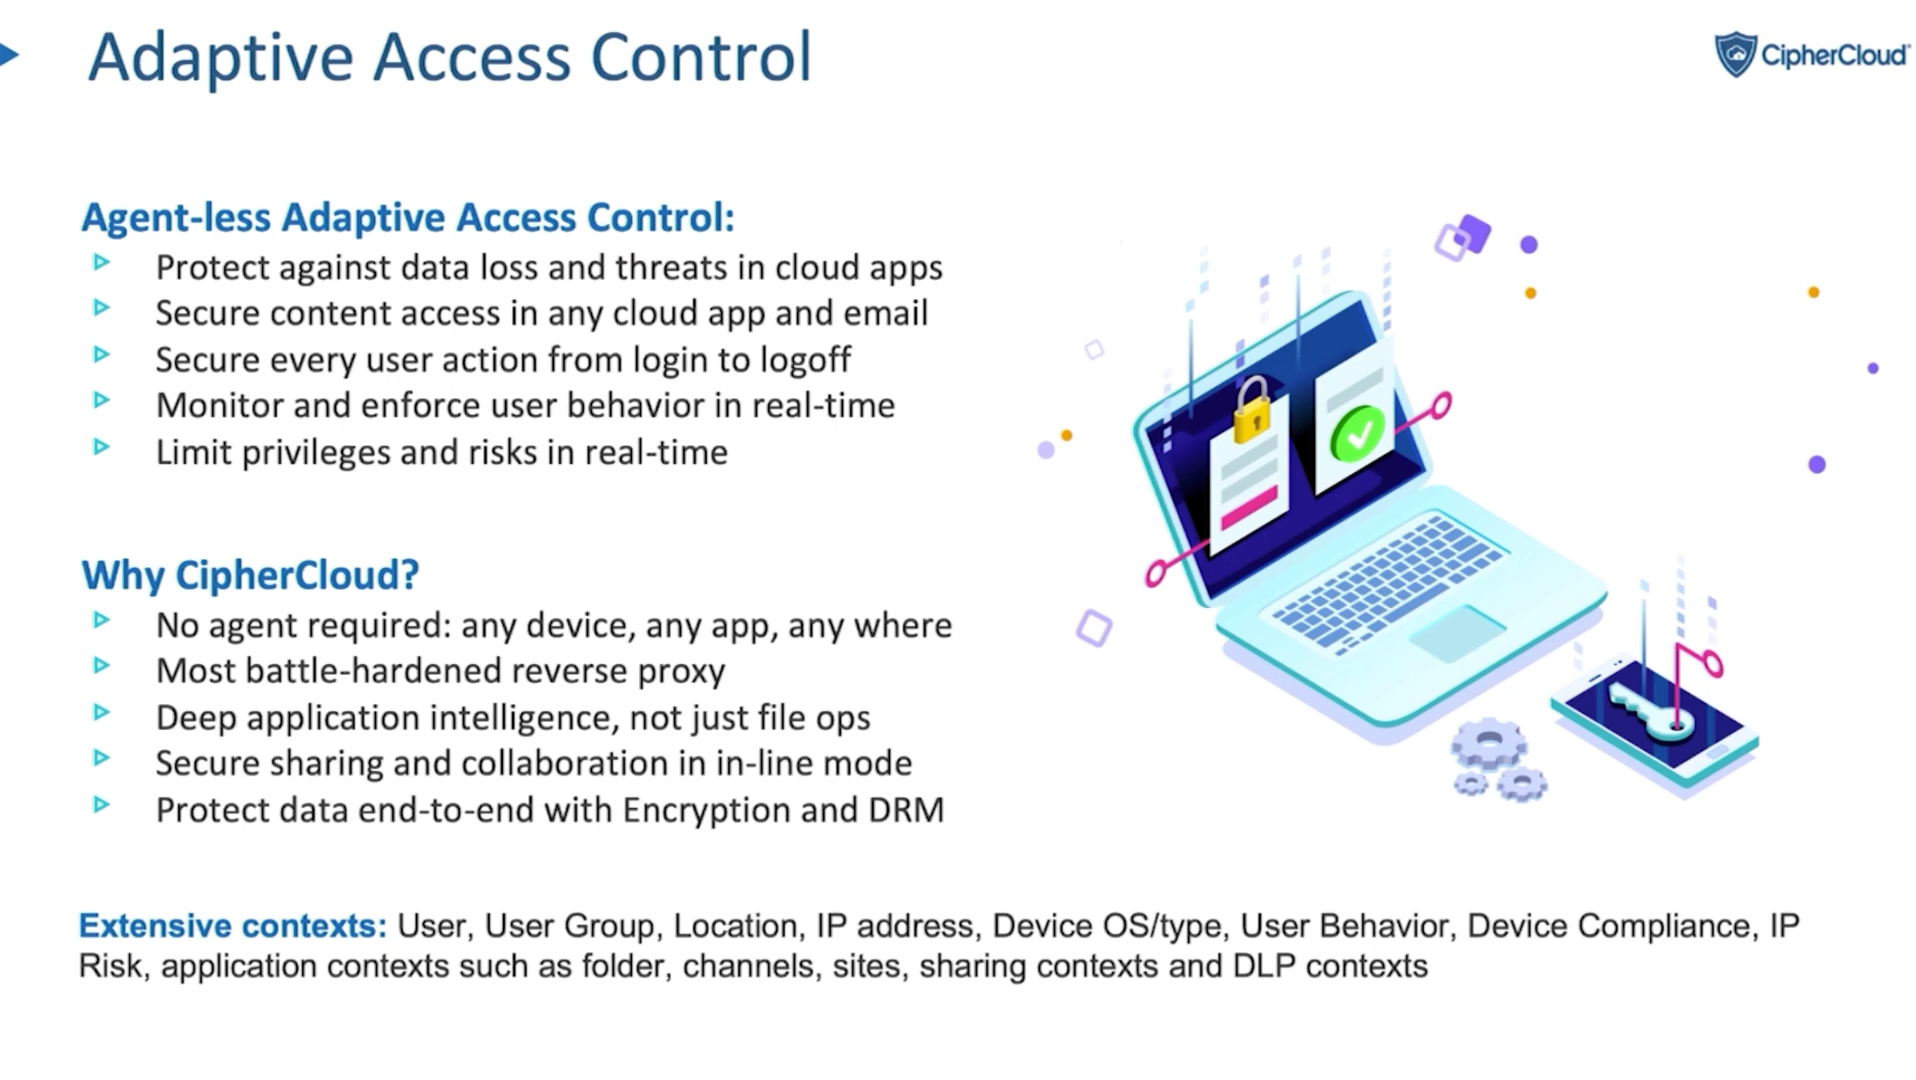 Adaptive Access Control
CipherCloud
Agent-less Adaptive Access Control:
Protect against data loss and threats in cloud apps
Secure content access in any cloud app and email
Secure every user action from login to logoff
Monitor and enforce user behavior in real-time
Limit privileges and risks in real-time
Why CipherCloud?
No agent required: any device, any app, any where
Most battle-hardened reverse proxy
Deep application intelligence, not just file ops
Secure sharing and collaboration in in-line mode
Protect data end-to-end with Encryption and DRM
Extensive contexts: User, User Group, Location, IP address, Device OS/type, User Behavior, Device Compliance, IP
Risk, application contexts such as folder, channels, sites, sharing contexts and DLP contexts